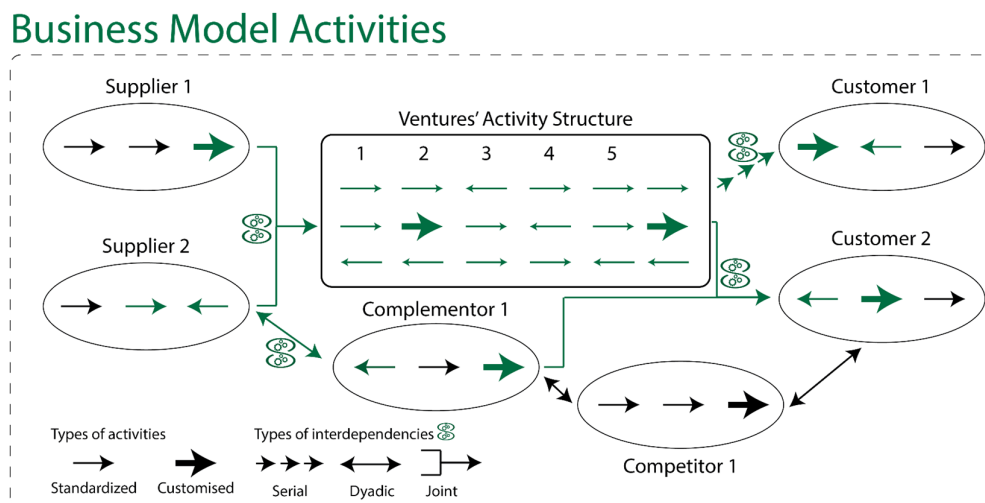 Business Model Activities
Supplier 1
Customer 1
Ventures' Activity Structure
1 2 3 4 5
Supplier 2
Customer 2
Complementor 1
Types of activities
Types of interdependencies
Competitor 1
Standardized
Customised
Serial
Dyadic
Joint